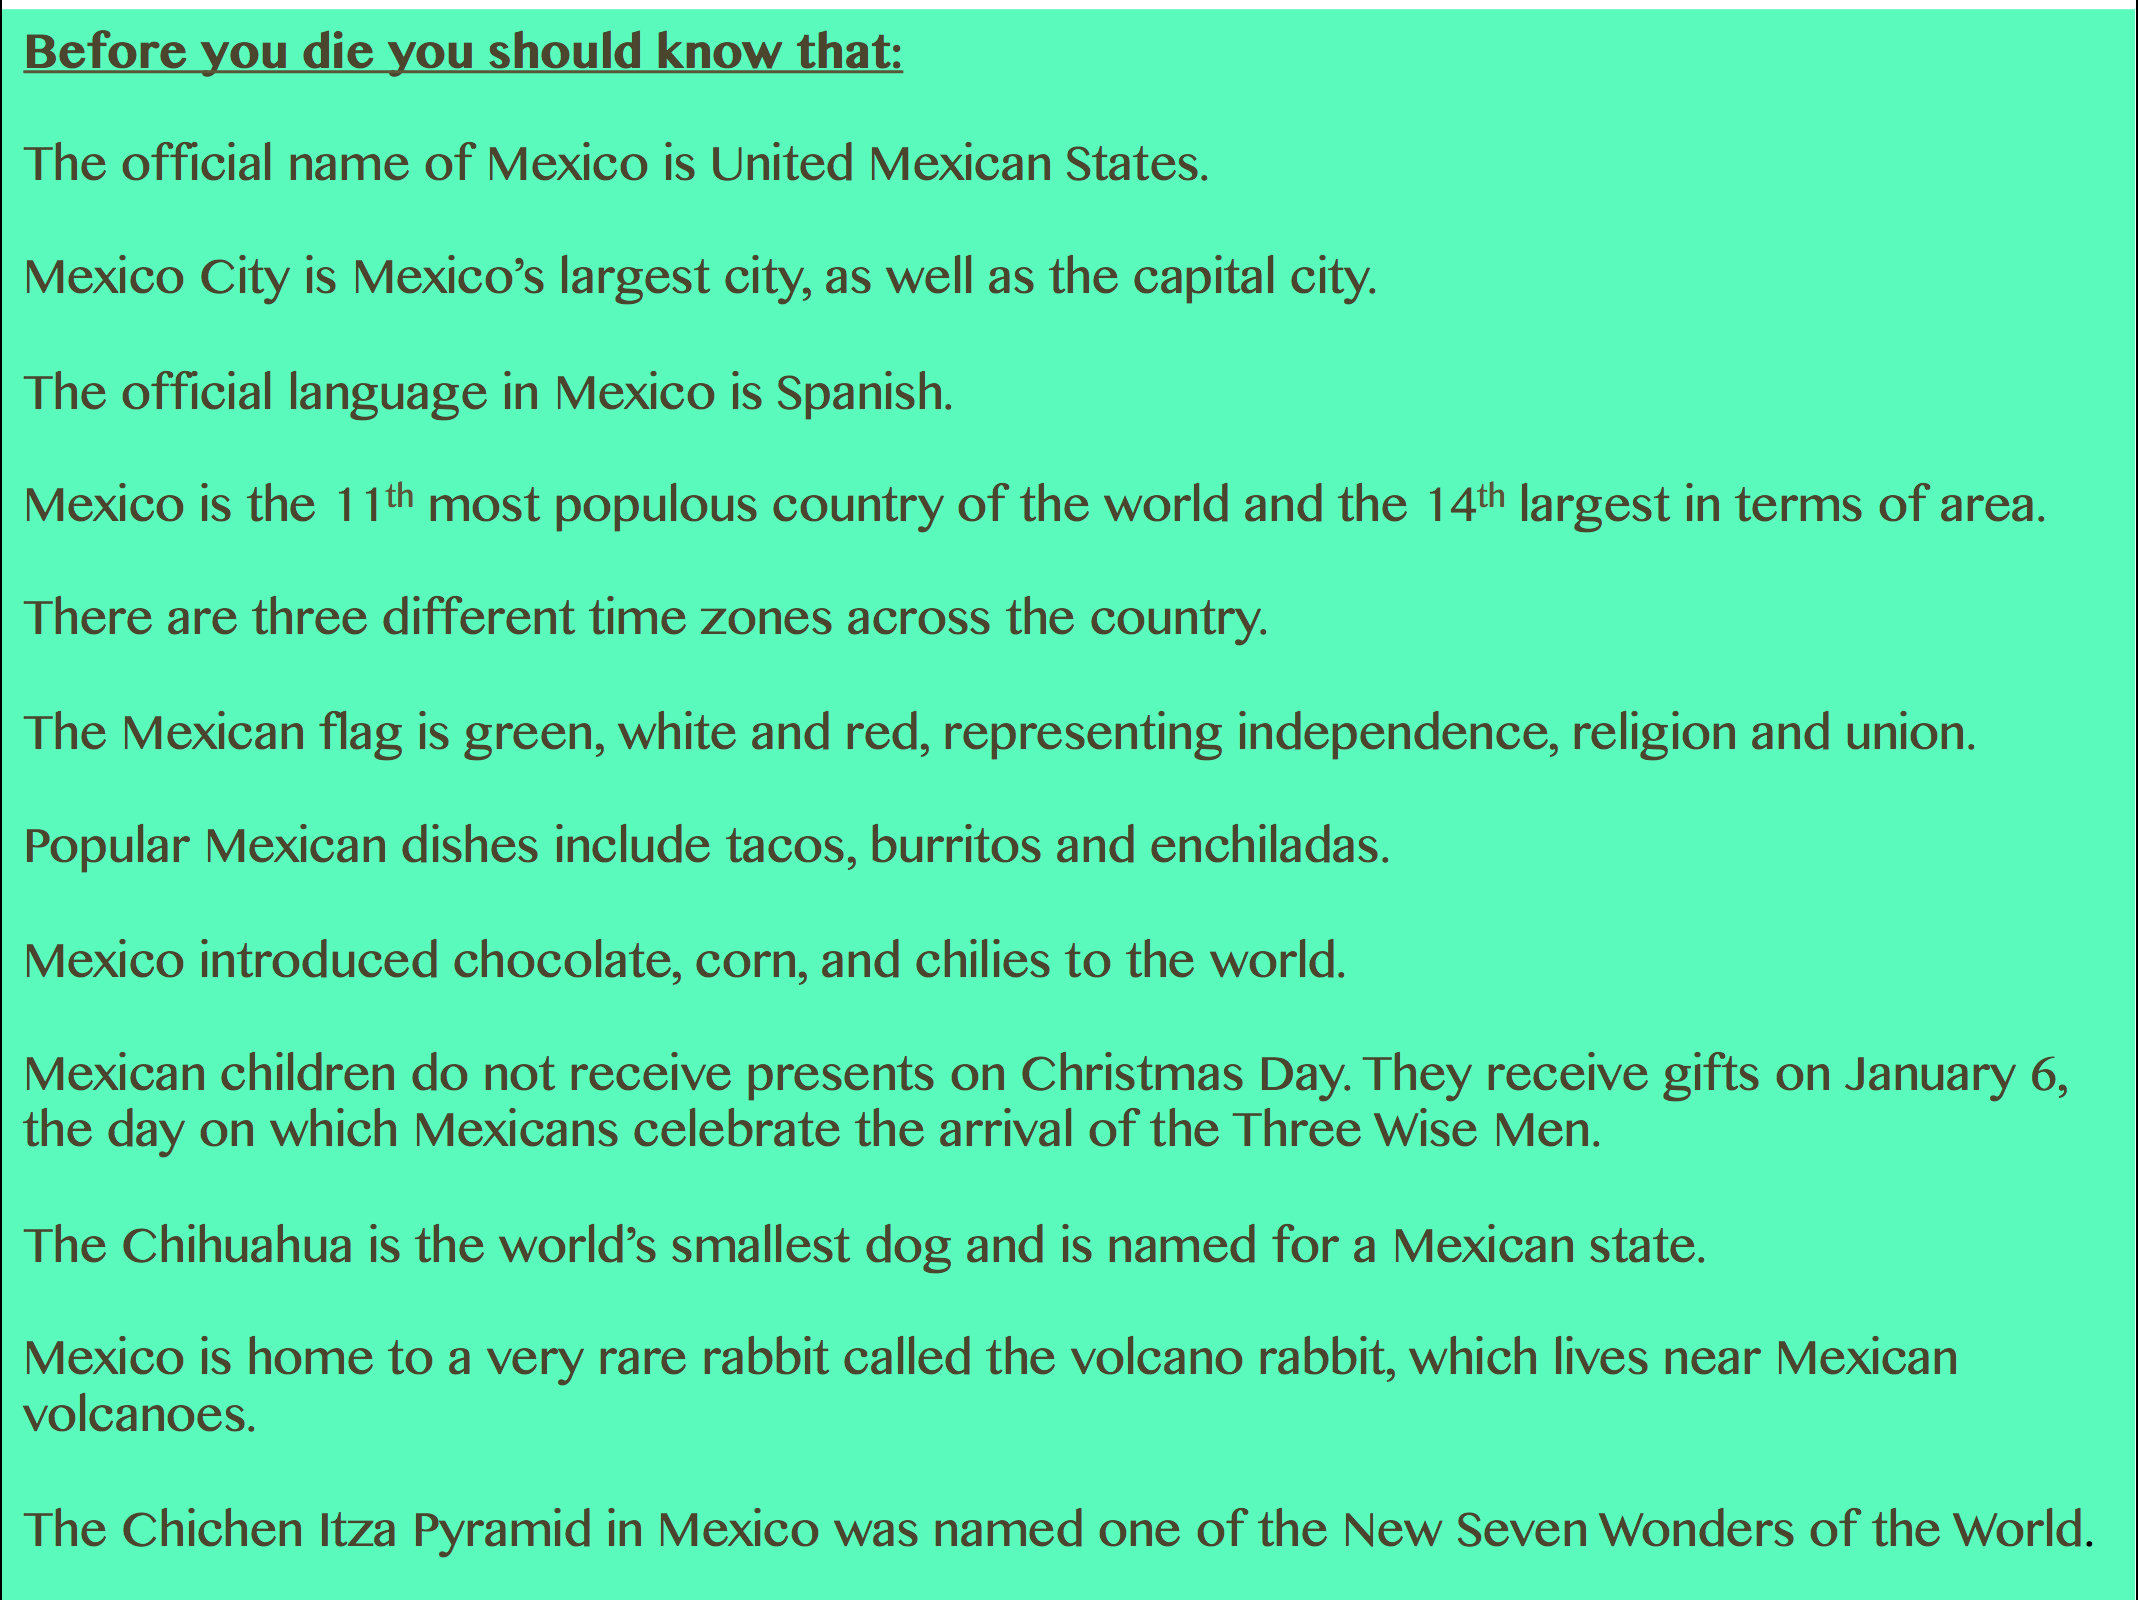 Before you die you should know that:
The official name of Mexico is United Mexican States.
Mexico City is Mexico’s largest city, as well as the capital city.
The official language in Mexico is Spanish.
Mexico is the 11th most populous country of the world and the 14th largest in terms of area.
There are three different time zones across the country.
The Mexican flag is green, white and red, representing independence, religion and union.
Popular Mexican dishes include tacos, burritos and enchiladas.
Mexico introduced chocolate, corn, and chilies to the world.
Mexican children do not receive presents on Christmas Day. They receive gifts on January 6,
the day on which Mexicans celebrate the arrival of the Three Wise Men.
The Chihuahua is the world’s smallest dog and is named for a Mexican state.
Mexico is home to a very rare rabbit called the volcano rabbit, which lives near Mexican
volcanoes.
The Chichen Itza Pyramid in Mexico was named one of the New Seven Wonders of the World.